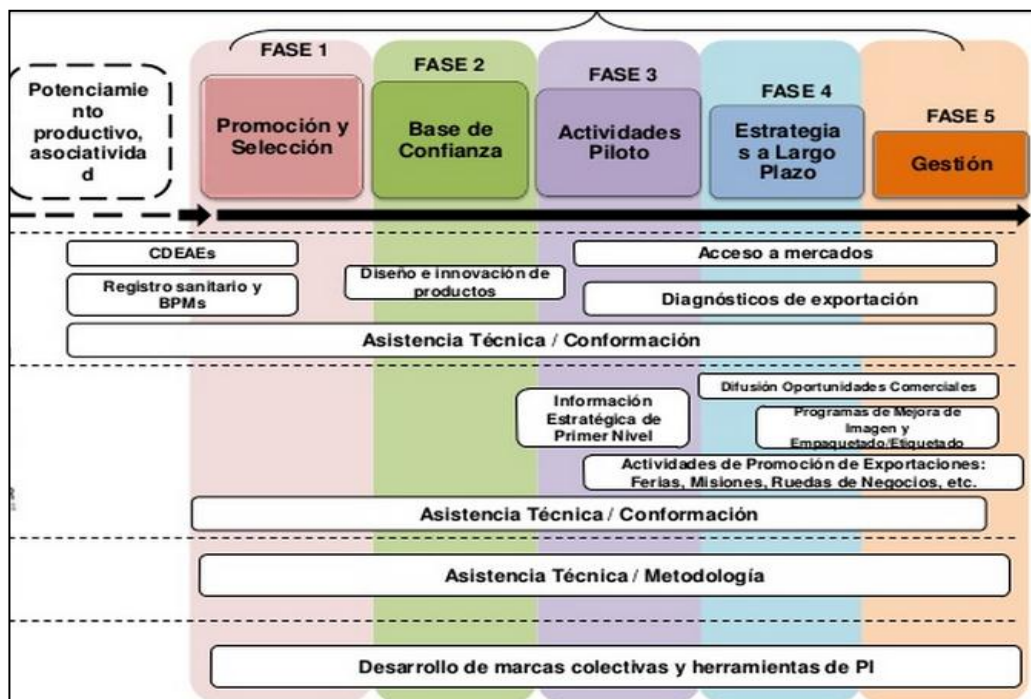 FASE 1
FASE 2
FASE 3
FASE 4
FASE 5
Potenciamie
nto
productivo,
asociativida
d
Promoción y
Selección
Base de
Confianza
Actividades
Piloto
Estrategia
s a Largo
Plazo
Gestión
CDEAEs
Acceso a mercados
Registro sanitario y
BPMs
Diseño e innovación de
productos
Diagnósticos de exportación
Asistencia Técnica / Conformación
Difusión Oportunidades Comerciales
Información
Estratégica de
Primer Nivel
Programas de Mejora de
Imagen y
Empaquetado/Etiquetado
Actividades de Promoción de Exportaciones:
Ferias, Misiones, Ruedas de Negocios, etc.
Asistencia Técnica / Conformación
Asistencia Técnica / Metodología
Desarrollo de marcas colectivas y herramientas de PI